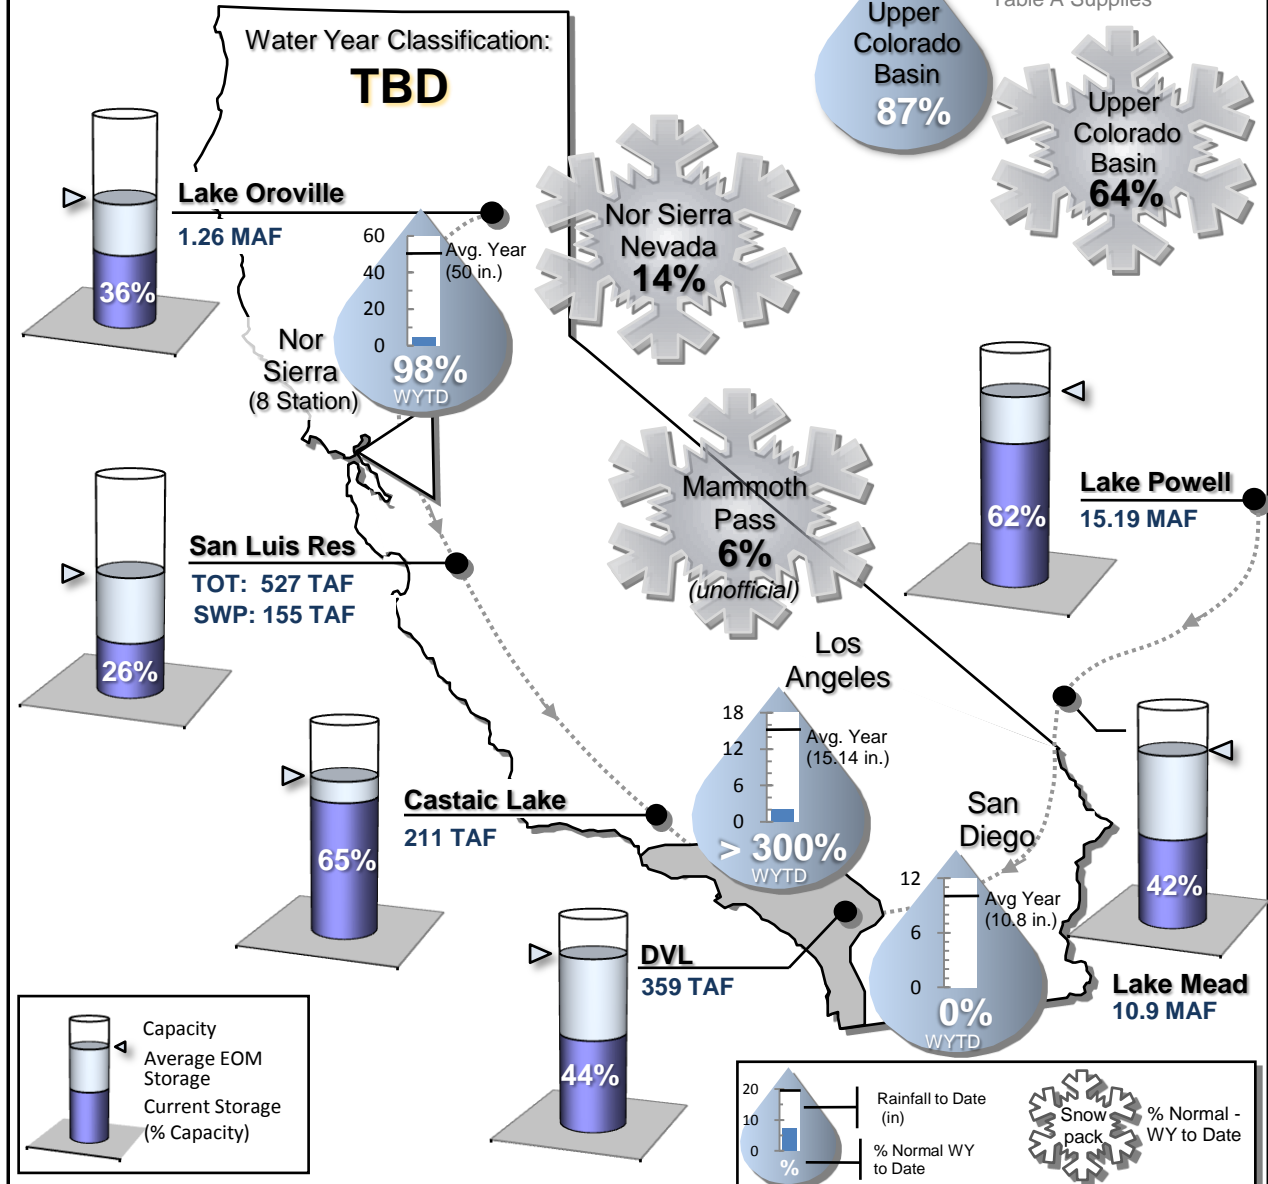 Table A Supplies
Water Year Classification:
TBD
Upper
Colorado
Basin
87%
Upper
Colorado
Basin
64%
Lake Oroville
1.26 MAF
36%
60
40
20
0
Avg. Year
(50 in.)
98%
WYTD
Nor
Sierra
(8 Station)
Nor Sierra
Nevada
14%
Mammoth
Pass
6%
(unofficial)
62%
Lake Powell
15.19 MAF
San Luis Res
TOT: 527 TAF
SWP: 155 TAF
26%
Los
Angeles
18
12
6
0
Avg. Year
(15.14 in.)
> 300%
WYTD
Castaic Lake
211 TAF
65%
San
Diego
12
6
0
Avg Year
(10.8 in.)
0%
WYTD
42%
Lake Mead
10.9 MAF
DVL
359 TAF
44%
Capacity
Average EOM
Storage
Current Storage
(% Capacity)
20
10
0
%
Rainfall to Date
(in)
% Normal WY
to Date
Snow
pack
% Normal -
WY to Date